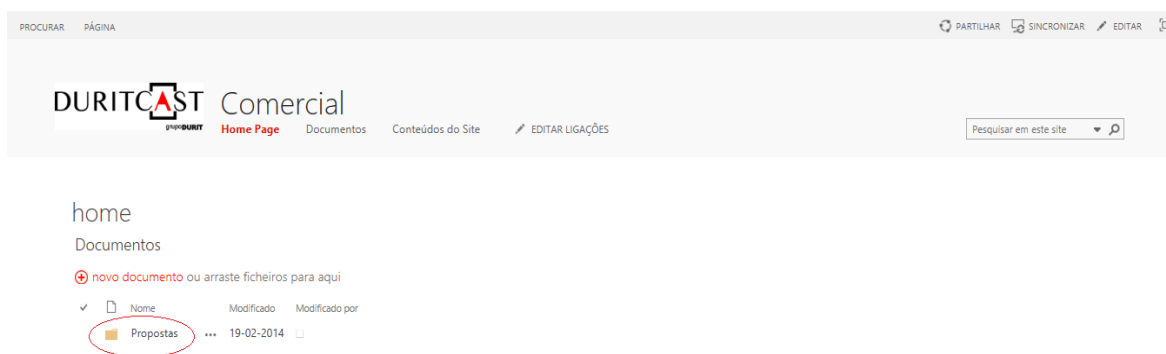 PROCURAR PÁGINA PARTILHAR SINCRONIZAR EDITAR
DURITCAST
grupoDURIT
Comercial
Home Page Documentos Conteúdos do Site EDITAR LIGAÇÕES
Pesquisar em este site
home
Documentos
novo documento ou arraste ficheiros para aqui
Nome Modificado Modificado por
Propostas ... 19-02-2014